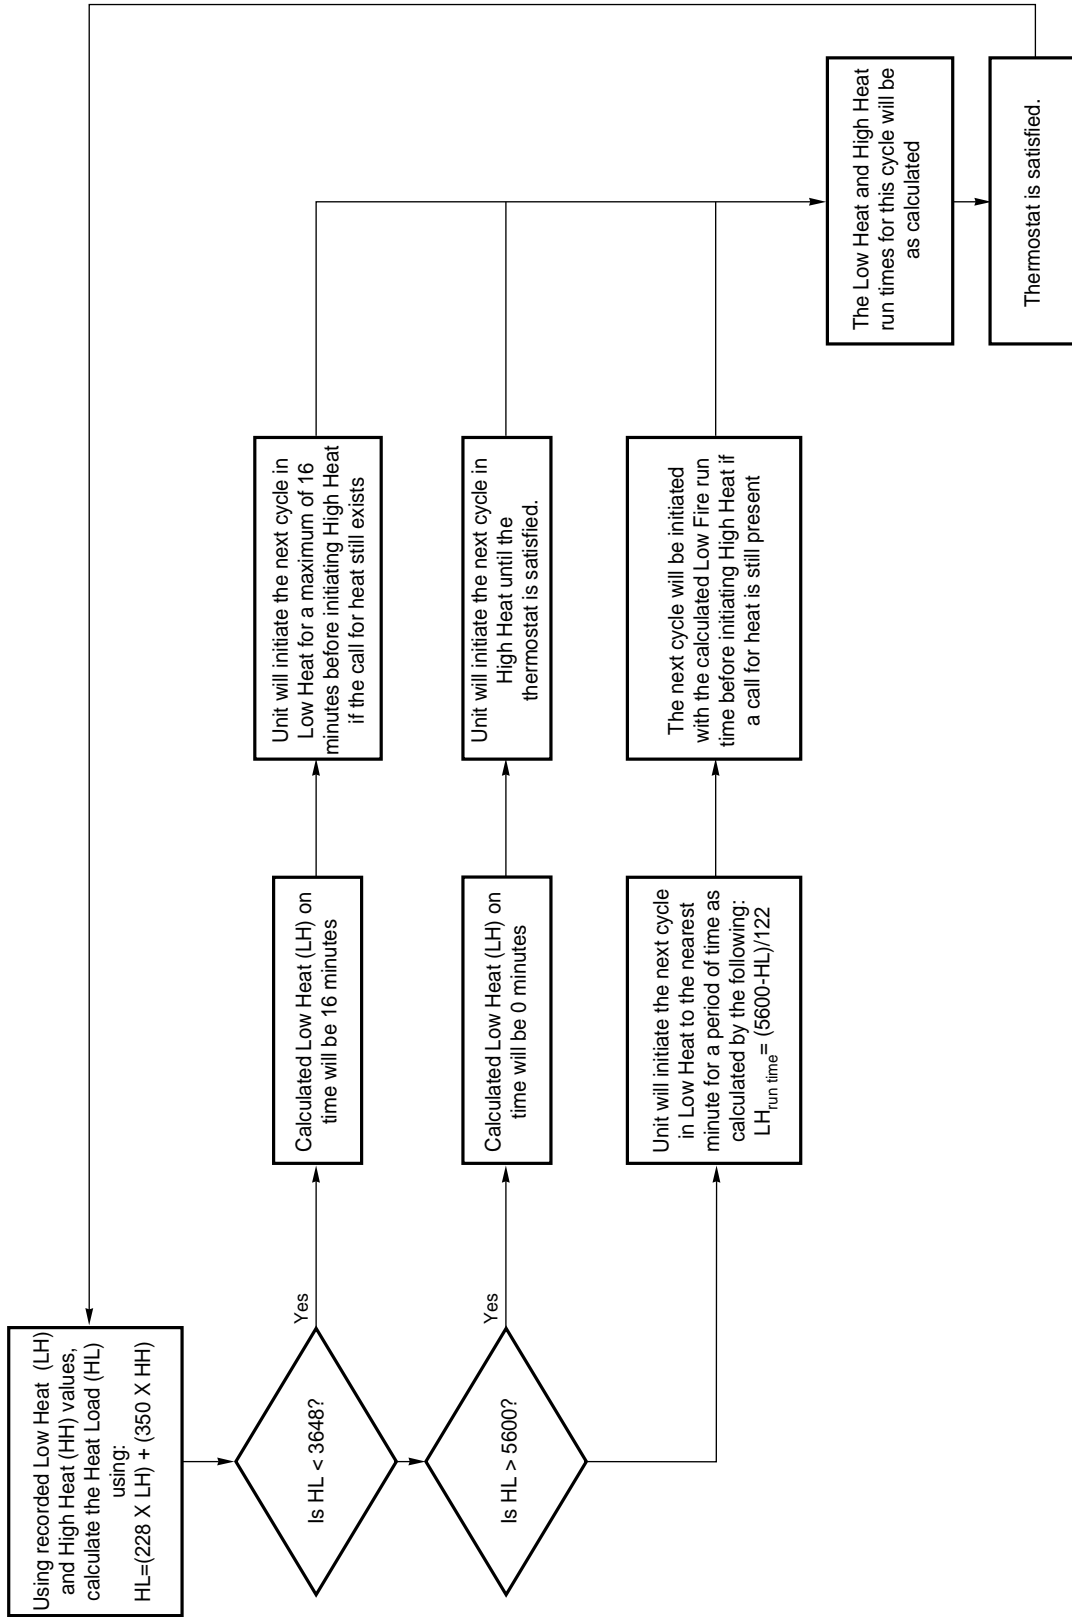 Using recorded Low Heat (LH)
and High Heat (HH) values,
calculate the Heat Load (HL)
using:
HL=(228 X LH) + (350 X HH)
Is HL < 3648?
Yes
Calculated Low Heat (LH) on
time will be 16 minutes
Unit will initiate the next cycle in
Low Heat for a maximum of 16
minutes before initiating High Heat
if the call for heat still exists
Is HL > 5600?
Yes
Calculated Low Heat (LH) on
time will be 0 minutes
Unit will initiate the next cycle in
High Heat until the
thermostat is satisfied.
Unit will initiate the next cycle
in Low Heat to the nearest
minute for a period of time as
calculated by the following:
LHrun time= (5600-HL)/122
The next cycle will be initiated
with the calculated Low Fire run
time before initiating High Heat if
a call for heat is still present
The Low Heat and High Heat
run times for this cycle will be
as calculated
Thermostat is satisfied.